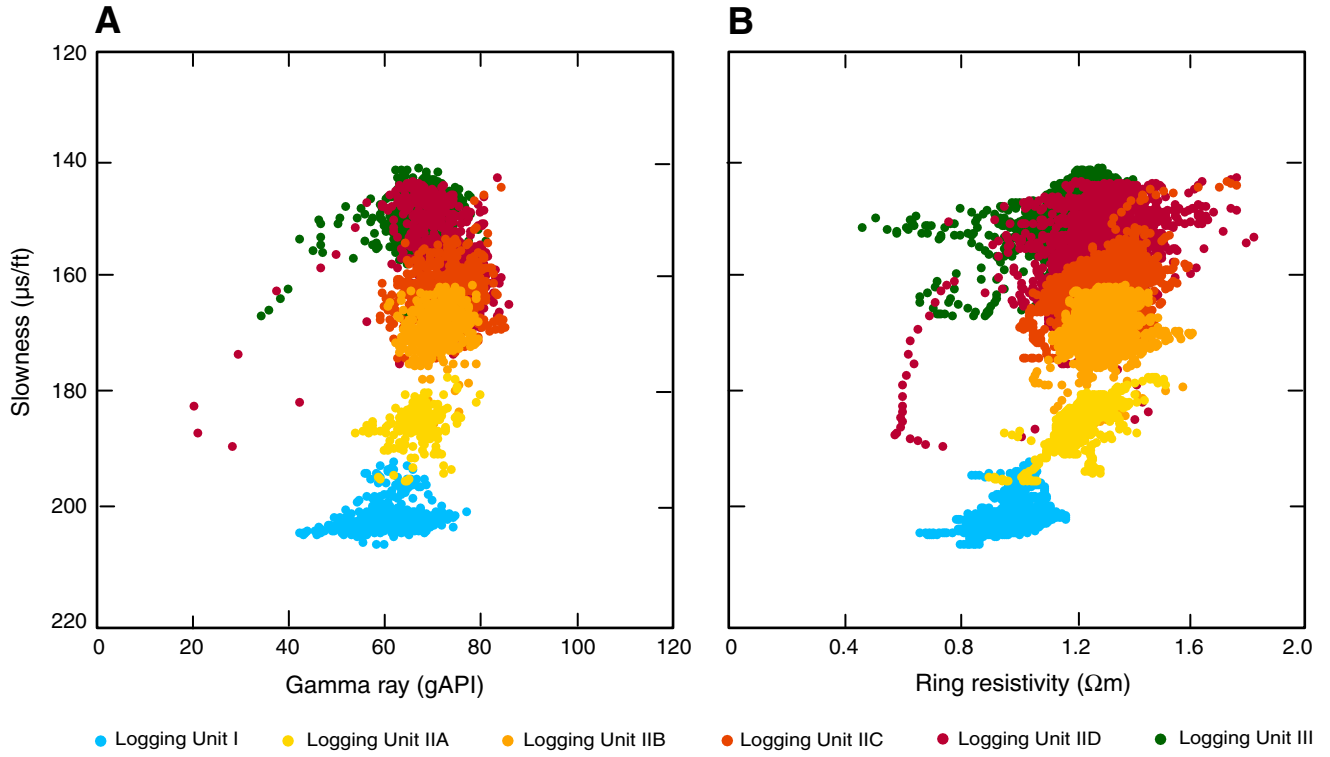 A
B
120
140
160
180
200
220
Slowness (µs/ft)
0 20 40 60 80 100 120
0 0.4 0.8 1.2 1.6 2.0
Gamma ray (gAPI)
Ring resistivity (Ωm)
Logging Unit I Logging Unit IIA Logging Unit IIB Logging Unit IIC Logging Unit IID Logging Unit III